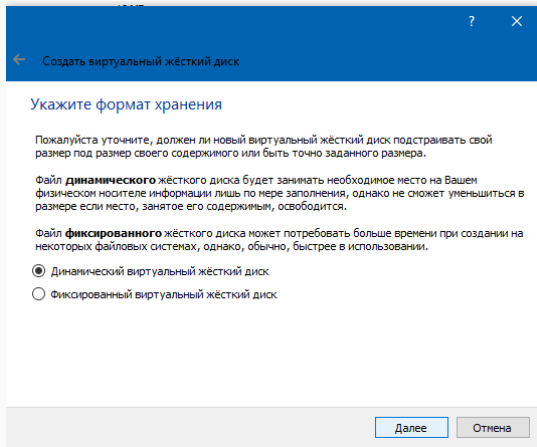 ?
Создать виртуальный жёсткий диск
Укажите формат хранения
Пожалуйста уточните, должен ли новый виртуальный жёсткий диск подстраивать свой
размер под размер своего содержимого или быть точно заданного размера.
Файл динамического жёсткого диска будет занимать необходимое место на Вашем
физическом носителе информации лишь по мере заполнения, однако не сможет уменьшиться в
размере если место, занятое его содержимым, освободится.
Файл фиксированного жёсткого диска может потребовать больше времени при создании на
некоторых файловых системах, однако, обычно, быстрее в использовании.
Динамический виртуальный жёсткий диск
Фиксированный виртуальный жёсткий диск
Далее Отмена